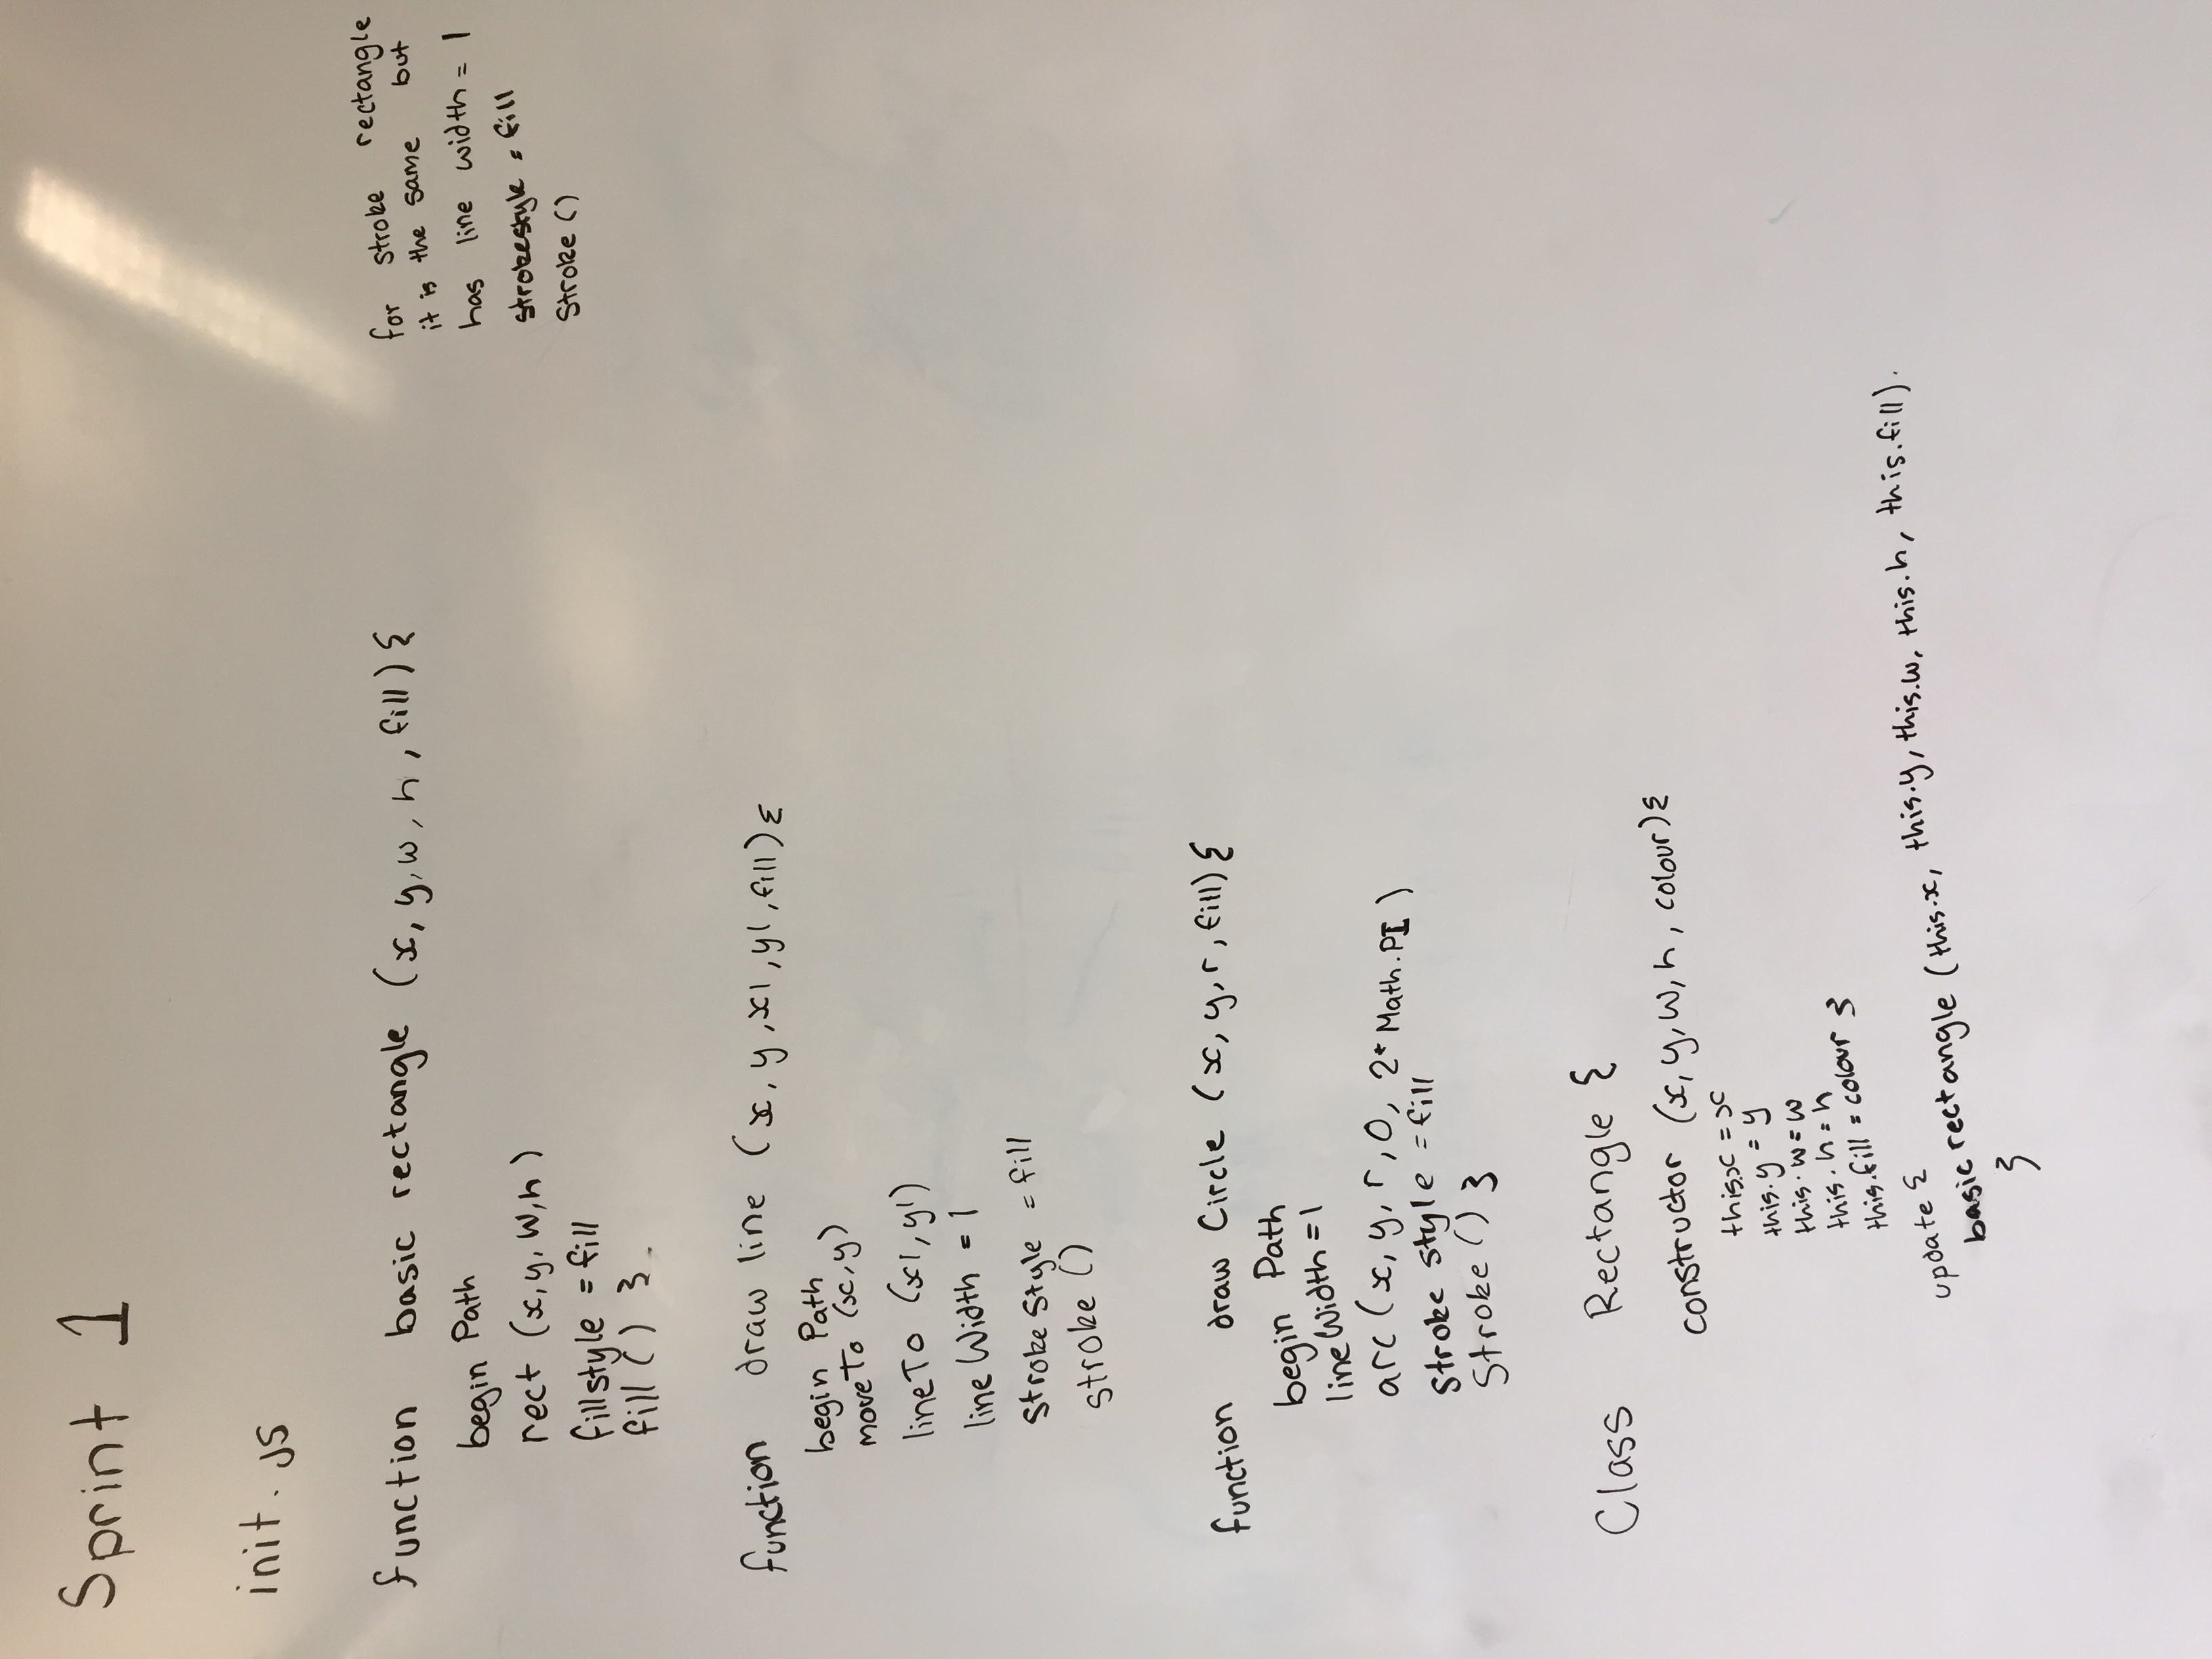 Sprint 1
init.js
function basic rectangle (x, y, w, h, fill) {
begin Path
rect (x, y, w, h)
fillstyle = fill
fill () }.
for stroke rectangle
it is the same but
has line width = 1
strokestyle = fill
Stroke ()
function draw line (x, y, x1, y1, fill) {
begin Path
moveTo (x, y)
lineTo (x1, y1)
line Width = 1
Stroke Style = fill
stroke ()
function draw Circle (x, y, r, fill) {
begin Path
line Width = 1
arc (x, y, r, 0, 2* Math.PI )
Stroke style = fill
Stroke () }
Class Rectangle {
constructor (x, y, w, h, colour) {
this.x = x
this.y = y
this.w = w
this.h = h
this.fill = colour }
update {
basic rectangle (this.x, this.y, this.w, this.h, this.fill).
}